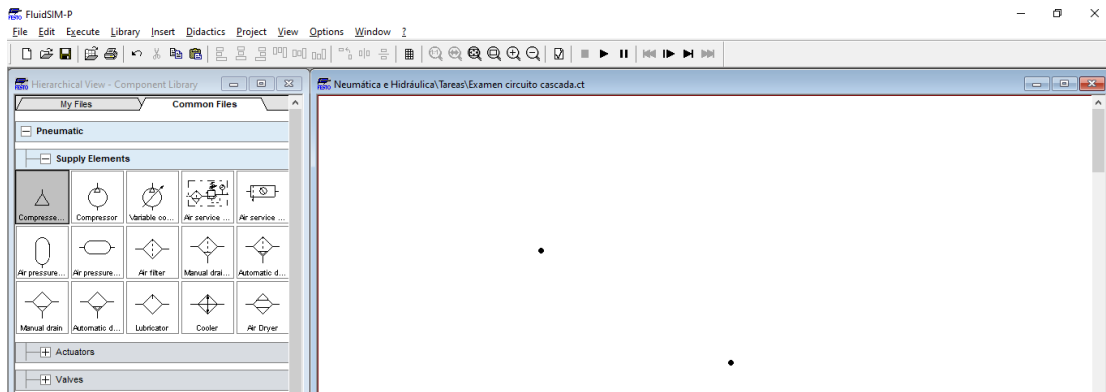 FluidSIM-P
File Edit Execute Library Insert Didactics Project View Options Window ?
Hierarchical View - Component Library
Neumática e Hidráulica\Tareas\Examen circuito cascada.ct
My Files Common Files
Pneumatic
Supply Elements
Compresse... Compressor Variable co... Air service ... Air service ...
Air pressure... Air pressure... Air filter Manual drai... Automatic d...
Manual drain Automatic d... Lubricator Cooler Air Dryer
Actuators
Valves